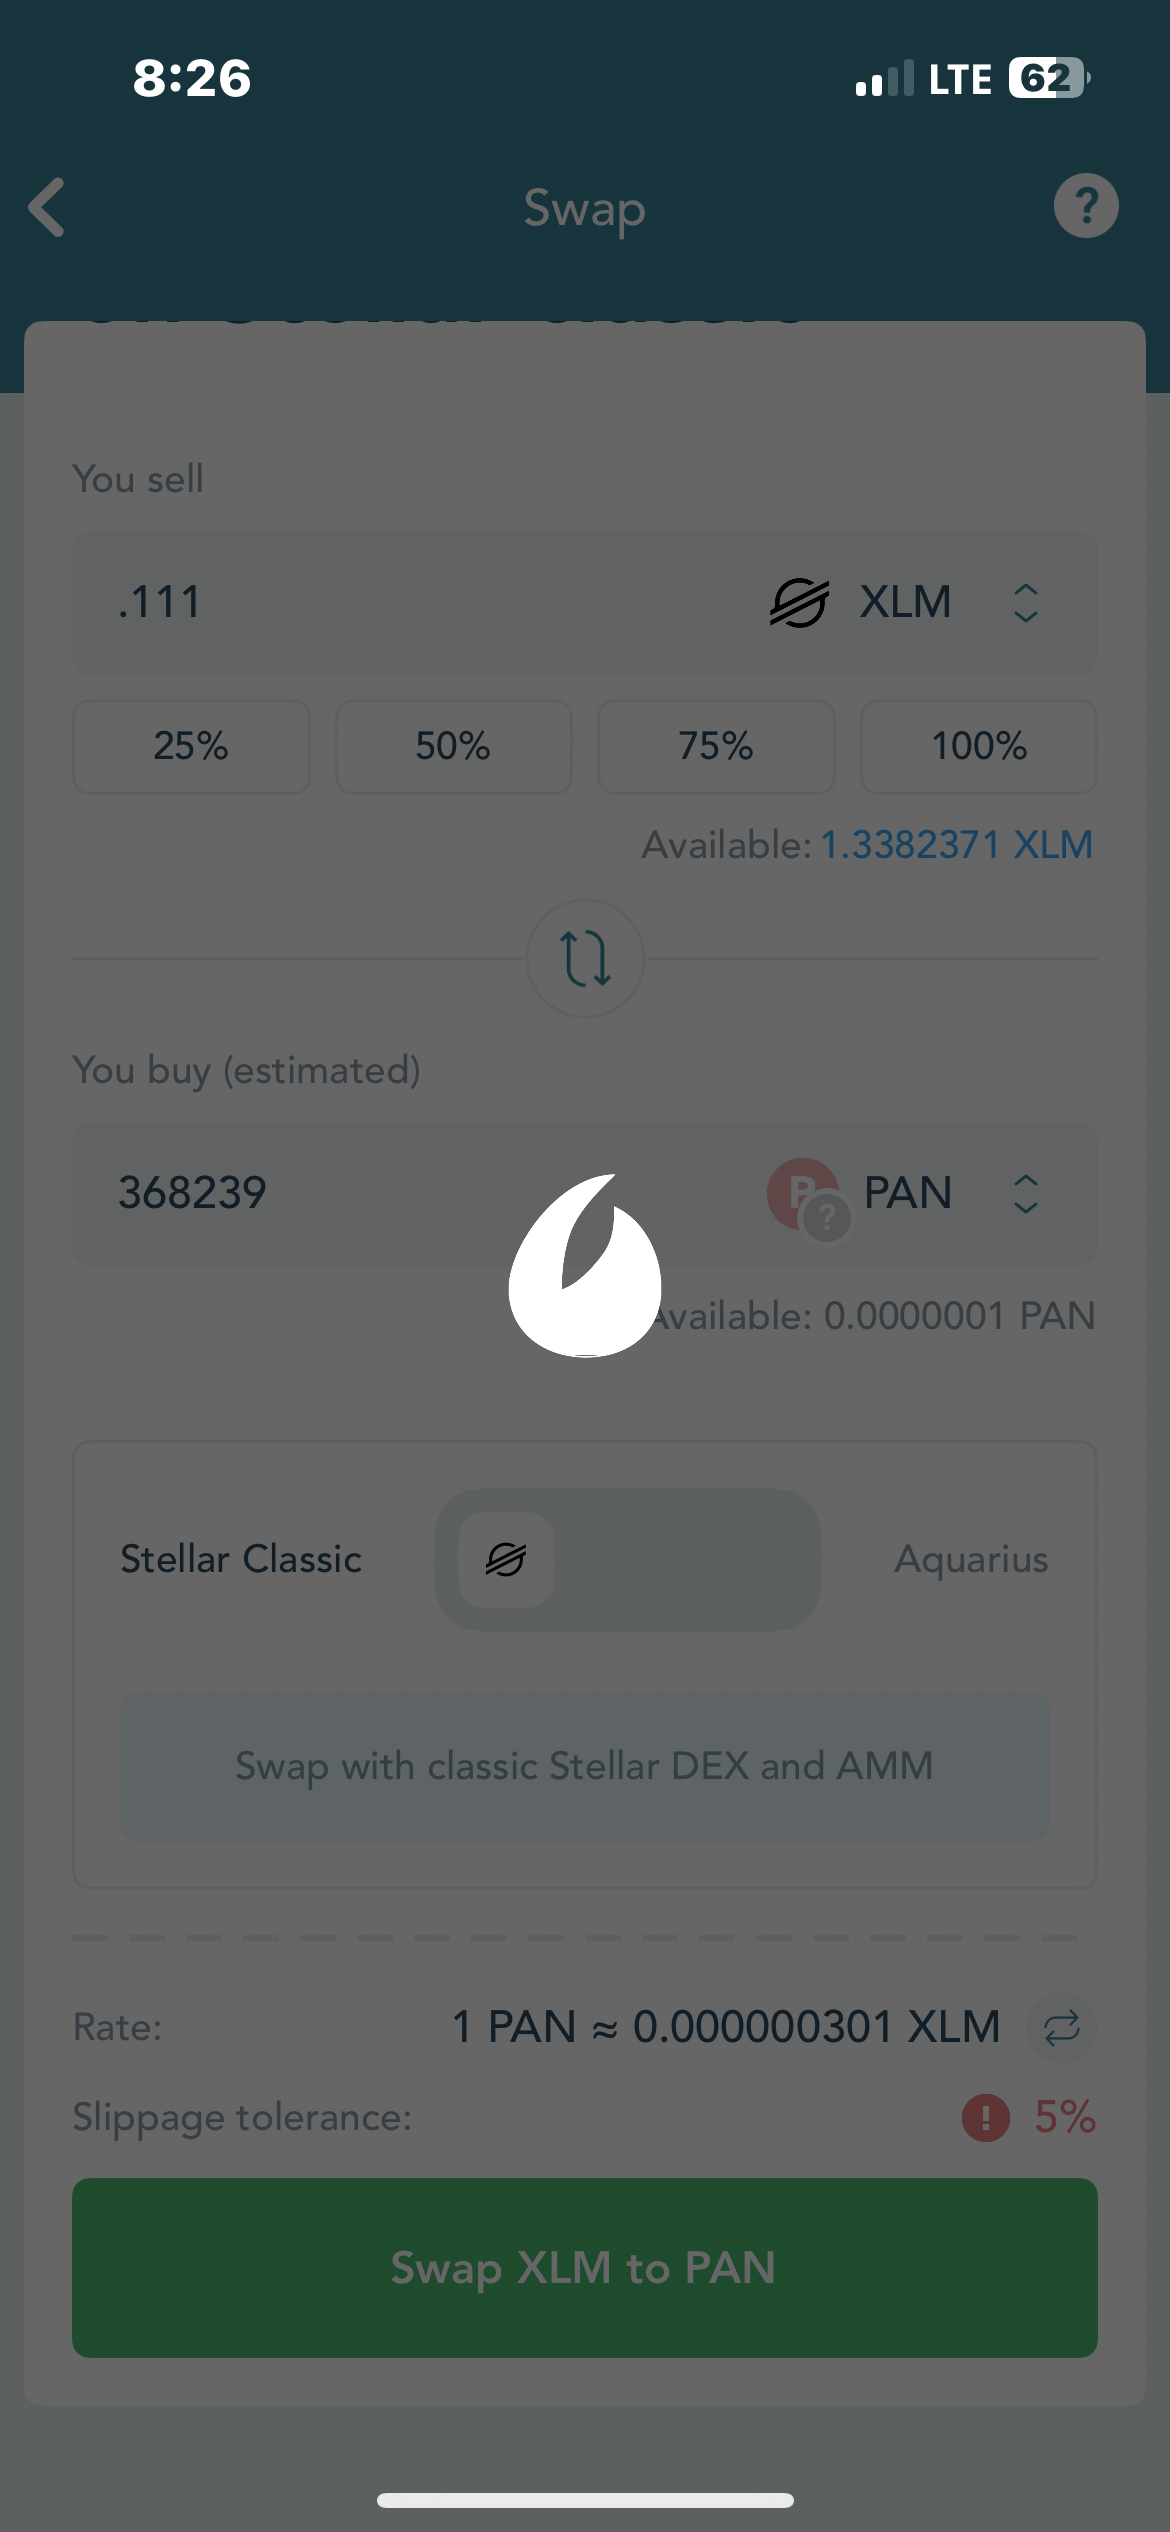 8:26 LTE 62
Swap ?
You sell
.111 XLM
25% 50% 75% 100%
Available: 1.3382371 XLM
You buy (estimated)
368239 P ? PAN
Available: 0.0000001 PAN
Stellar Classic Aquarius
Swap with classic Stellar DEX and AMM
Rate: 1 PAN ≈ 0.000000301 XLM
Slippage tolerance: ! 5%
Swap XLM to PAN